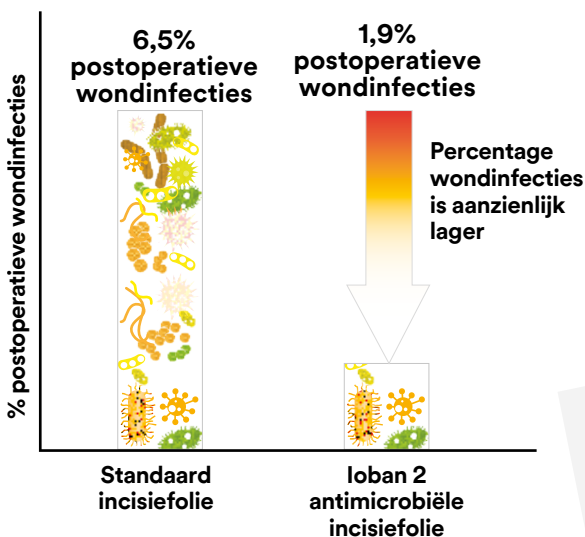 6,5%
postoperatieve
wondinfecties
1,9%
postoperatieve
wondinfecties
Percentage
wondinfecties
is aanzienlijk
lager
% postoperatieve wondinfecties
Standaard
incisiefolie
Ioban 2
antimicrobiële
incisiefolie